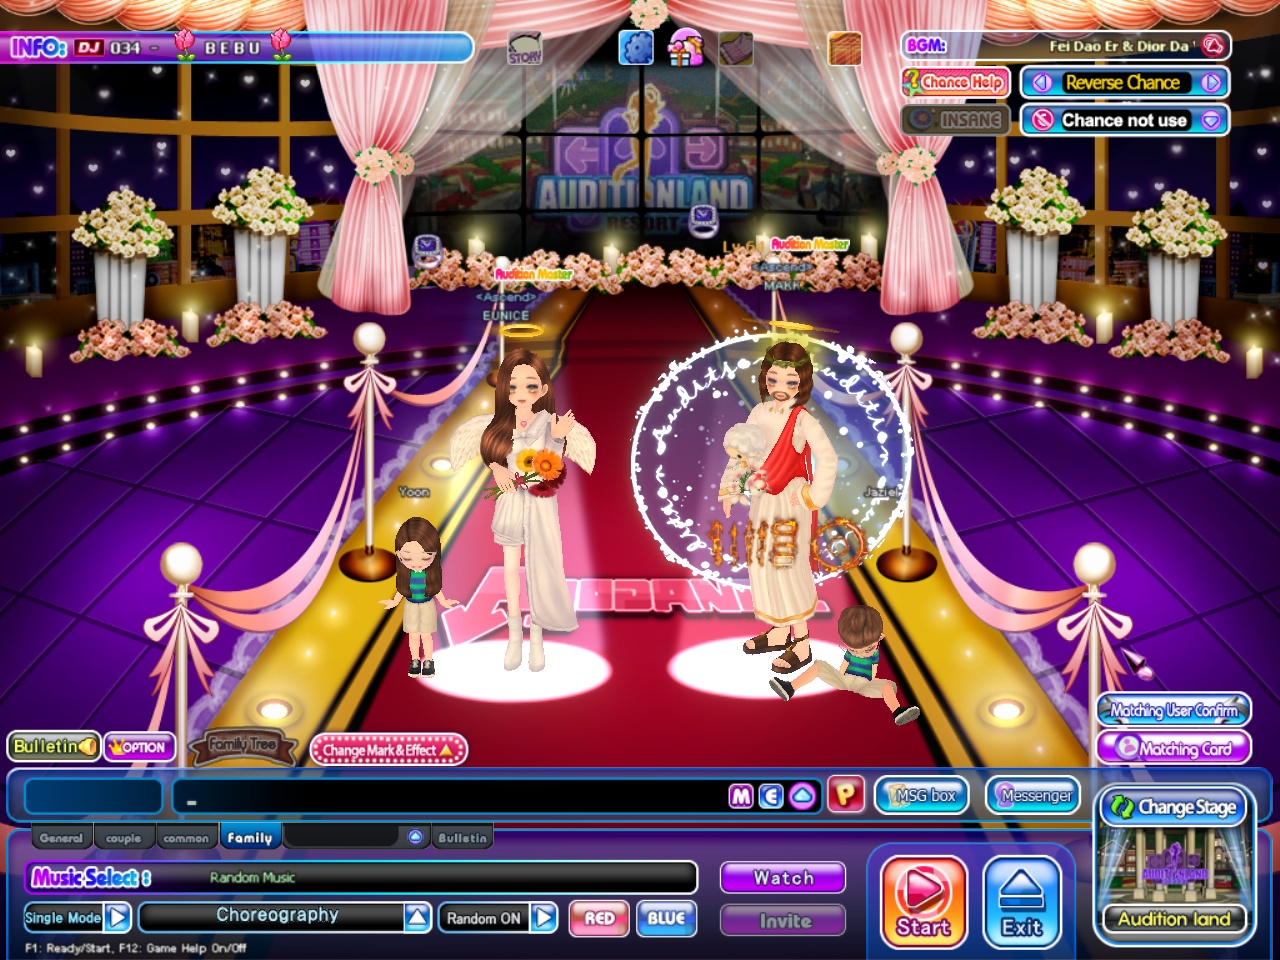 INFO: DJ 034 - BEBU
STORY
BGM: Fei Dao Er & Dior Da
Chance Help
Reverse Chance
INSANE
Chance not use
AUDITIONLAND
RESORT
Audition Master
<Ascend>
EUNICE
Audition Master
<Ascend>
MAKK
Yoon
Jaziel
Bulletin
OPTION
Family Tree
Change Mark & Effect
Matching User Confirm
Matching Card
M E
P
MSG box
Messenger
Change Stage
General
couple
common
Family
Bulletin
Music Select :
Random Music
Watch
Single Mode
Choreography
Random ON
RED
BLUE
Invite
Start
Exit
AUDITIONLAND
Audition land
F1: Ready/Start, F12: Game Help On/Off